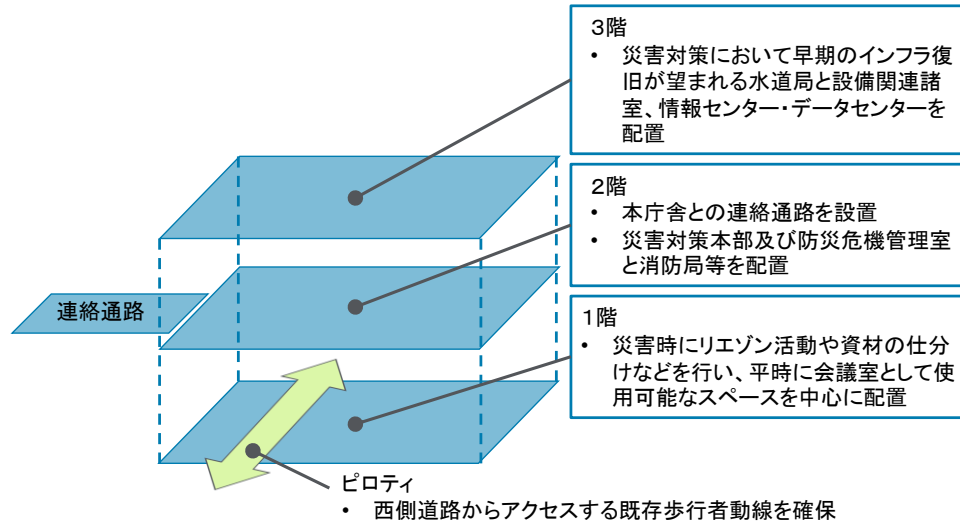 3階
• 災害対策において早期のインフラ復
旧が望まれる水道局と設備関連諸
室、情報センター・データセンターを
配置
2階
• 本庁舎との連絡通路を設置
• 災害対策本部及び防災危機管理室
と消防局等を配置
連絡通路
1階
• 災害時にリエゾン活動や資材の仕分
けなどを行い、平時に会議室として使
用可能なスペースを中心に配置
ピロティ
• 西側道路からアクセスする既存歩行者動線を確保